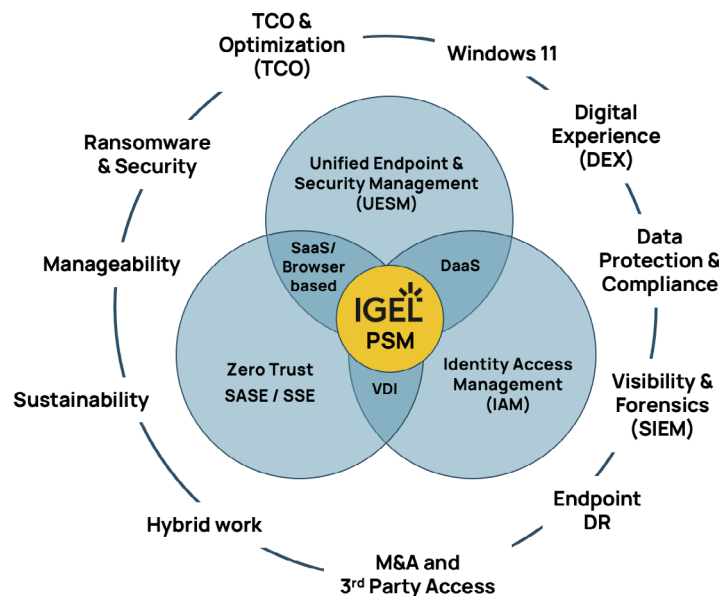 TCO &
Optimization
(TCO)
Windows 11
Digital
Experience
(DEX)
Data
Protection &
Compliance
Visibility &
Forensics
(SIEM)
Endpoint
DR
M&A and
3rd Party Access
Hybrid work
Sustainability
Manageability
Ransomware
& Security
Unified Endpoint &
Security Management
(UESM)
SaaS/
Browser
based
DaaS
IGEL
PSM
Zero Trust
SASE / SSE
VDI
Identity Access
Management
(IAM)